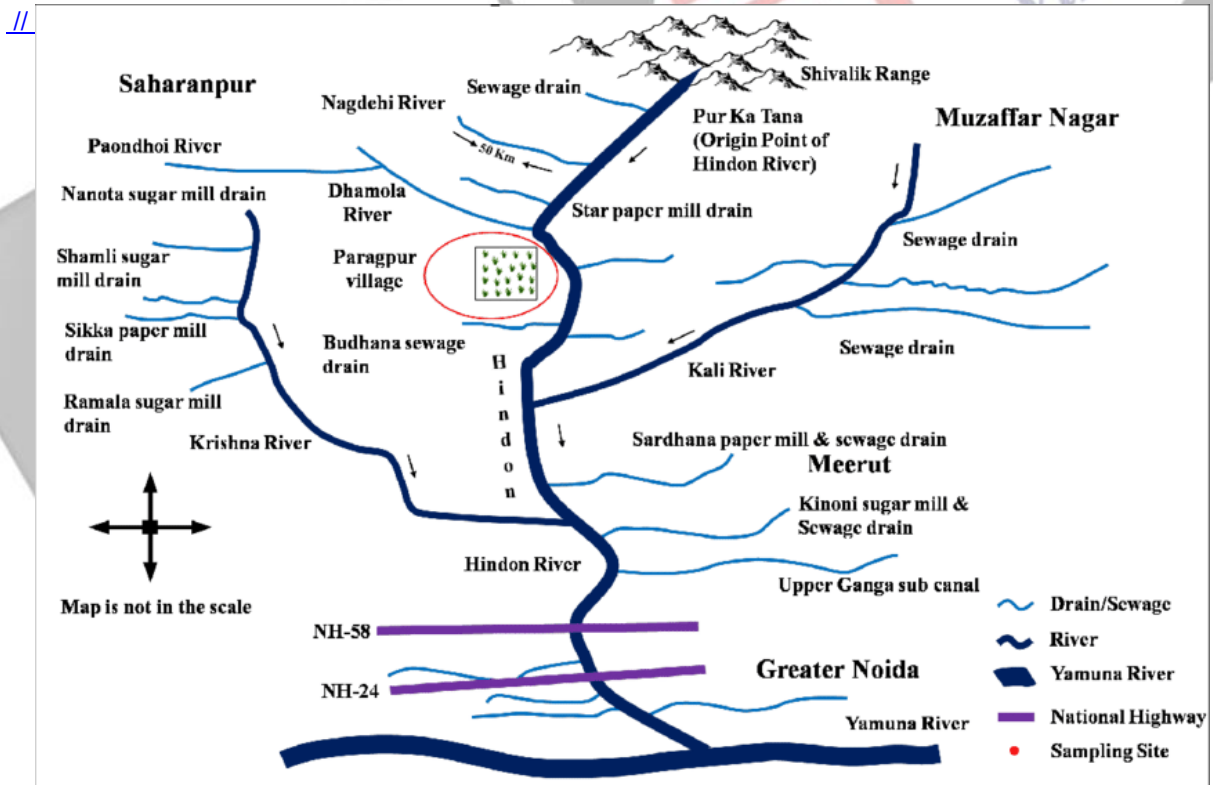 //
Shivalik Range
Saharanpur
Sewage drain
Nagdehi River
Pur Ka Tana
(Origin Point of
Hindon River)
Muzaffar Nagar
50 Km
Paondhoi River
Nanota sugar mill drain
Dhamola
River
Star paper mill drain
Sewage drain
Shamli sugar
mill drain
Paragpur
village
Sikka paper mill
drain
Budhana sewage
drain
Sewage drain
Hindon
Kali River
Ramala sugar mill
drain
Krishna River
Sardhana paper mill & sewage drain
Meerut
Kinoni sugar mill &
Sewage drain
Hindon River
Upper Ganga sub canal
Map is not in the scale
Drain/Sewage
NH-58
River
Greater Noida
Yamuna River
NH-24
Yamuna River
National Highway
Sampling Site